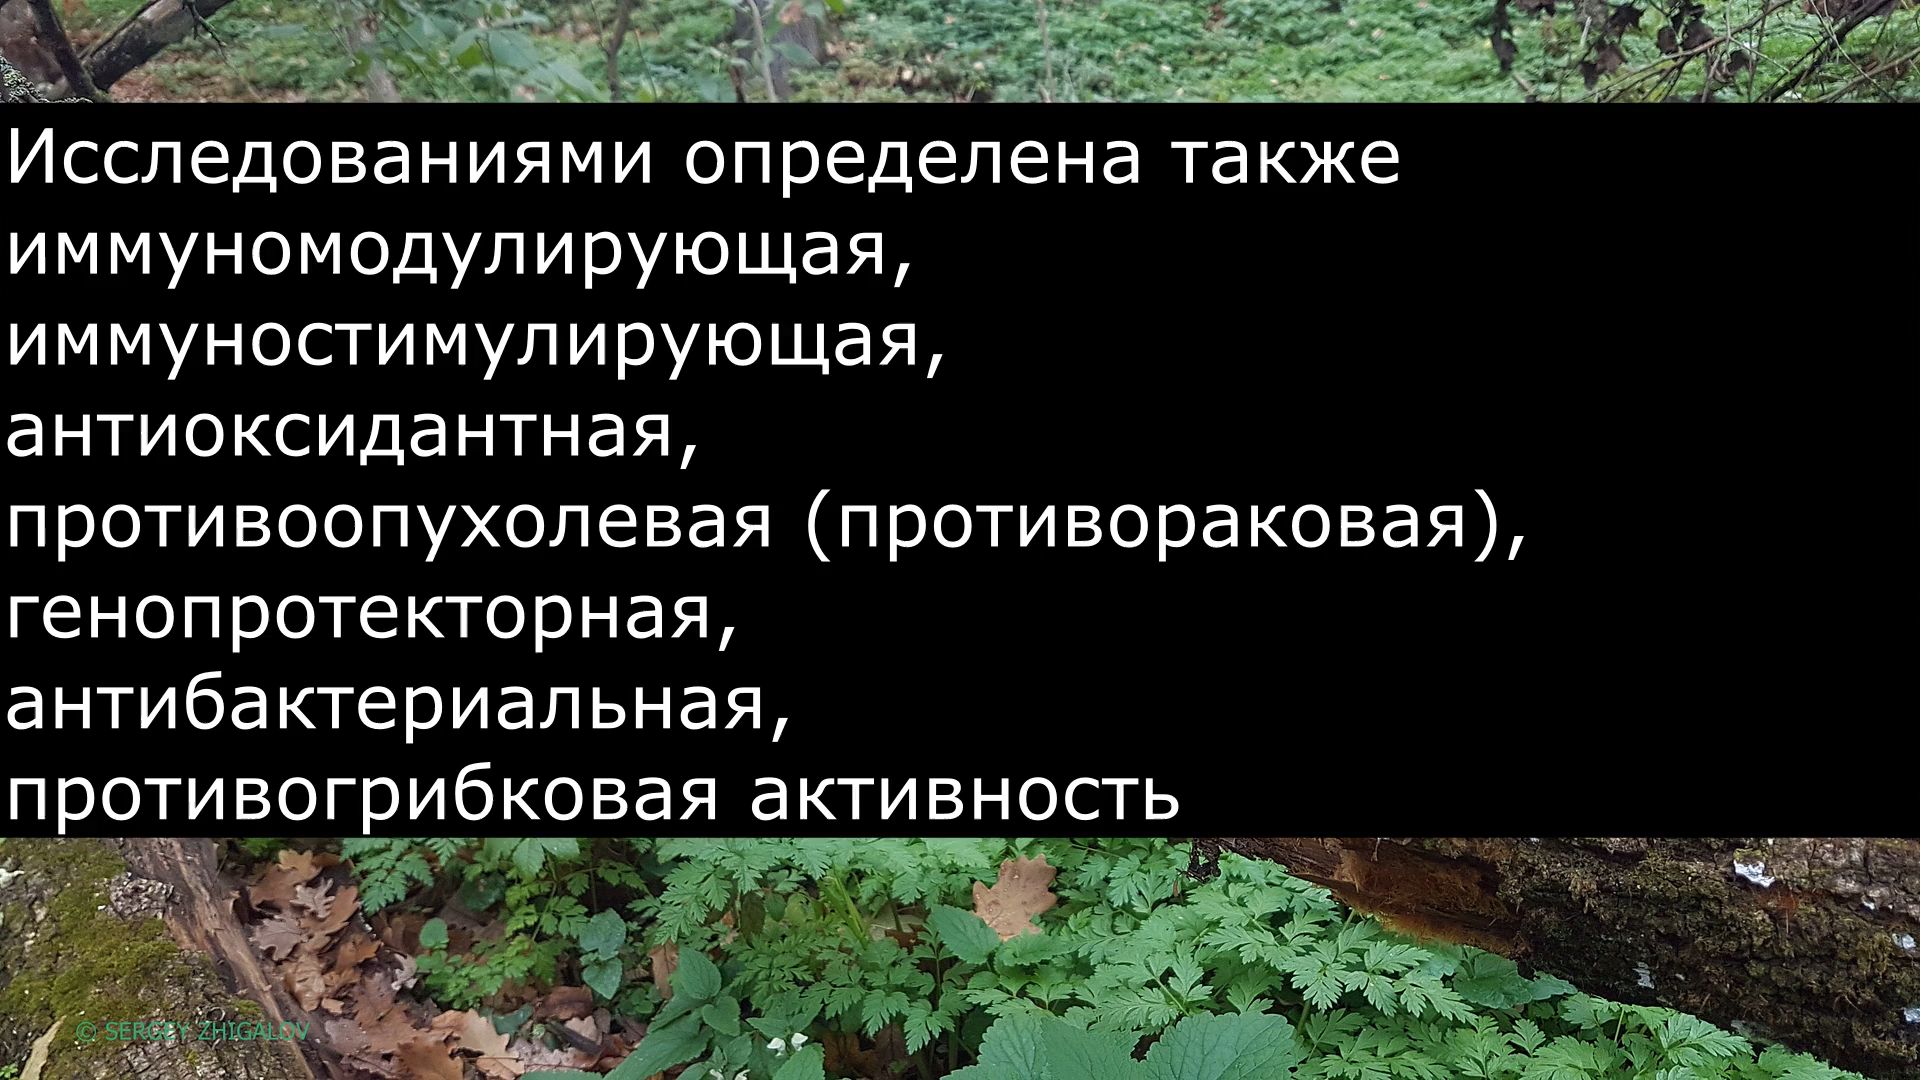 Исследованиями определена также
иммуномодулирующая,
иммуностимулирующая,
антиоксидантная,
противоопухолевая (противораковая),
генопротекторная,
антибактериальная,
противогрибковая активность
© SERGEY ZHIGALOV